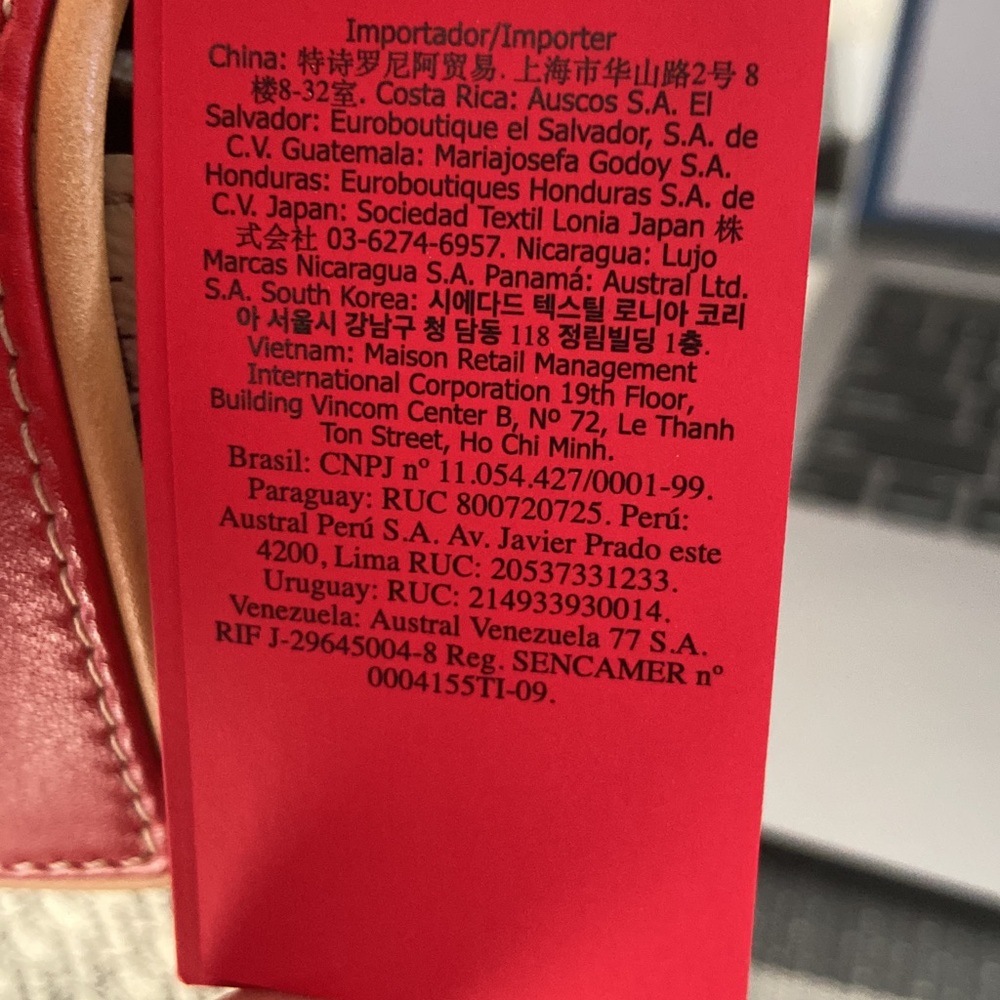 Importador/Importer
China: 特诗罗尼阿贸易. 上海市华山路2号 8
楼8-32室. Costa Rica: Auscos S.A. El
Salvador: Euroboutique el Salvador, S.A. de
C.V. Guatemala: Mariajosefa Godoy S.A.
Honduras: Euroboutiques Honduras S.A. de
C.V. Japan: Sociedad Textil Lonia Japan 株
式会社 03-6274-6957. Nicaragua: Lujo
Marcas Nicaragua S.A. Panamá: Austral Ltd.
S.A. South Korea: 시에다드 텍스틸 로니아 코리
아 서울시 강남구 청 담동 118 정림빌딩 1층.
Vietnam: Maison Retail Management
International Corporation 19th Floor,
Building Vincom Center B, Nº 72, Le Thanh
Ton Street, Ho Chi Minh.
Brasil: CNPJ nº 11.054.427/0001-99.
Paraguay: RUC 800720725. Perú:
Austral Perú S.A. Av. Javier Prado este
4200, Lima RUC: 20537331233.
Uruguay: RUC: 214933930014.
Venezuela: Austral Venezuela 77 S.A.
RIF J-29645004-8 Reg. SENCAMER nº
0004155TI-09.